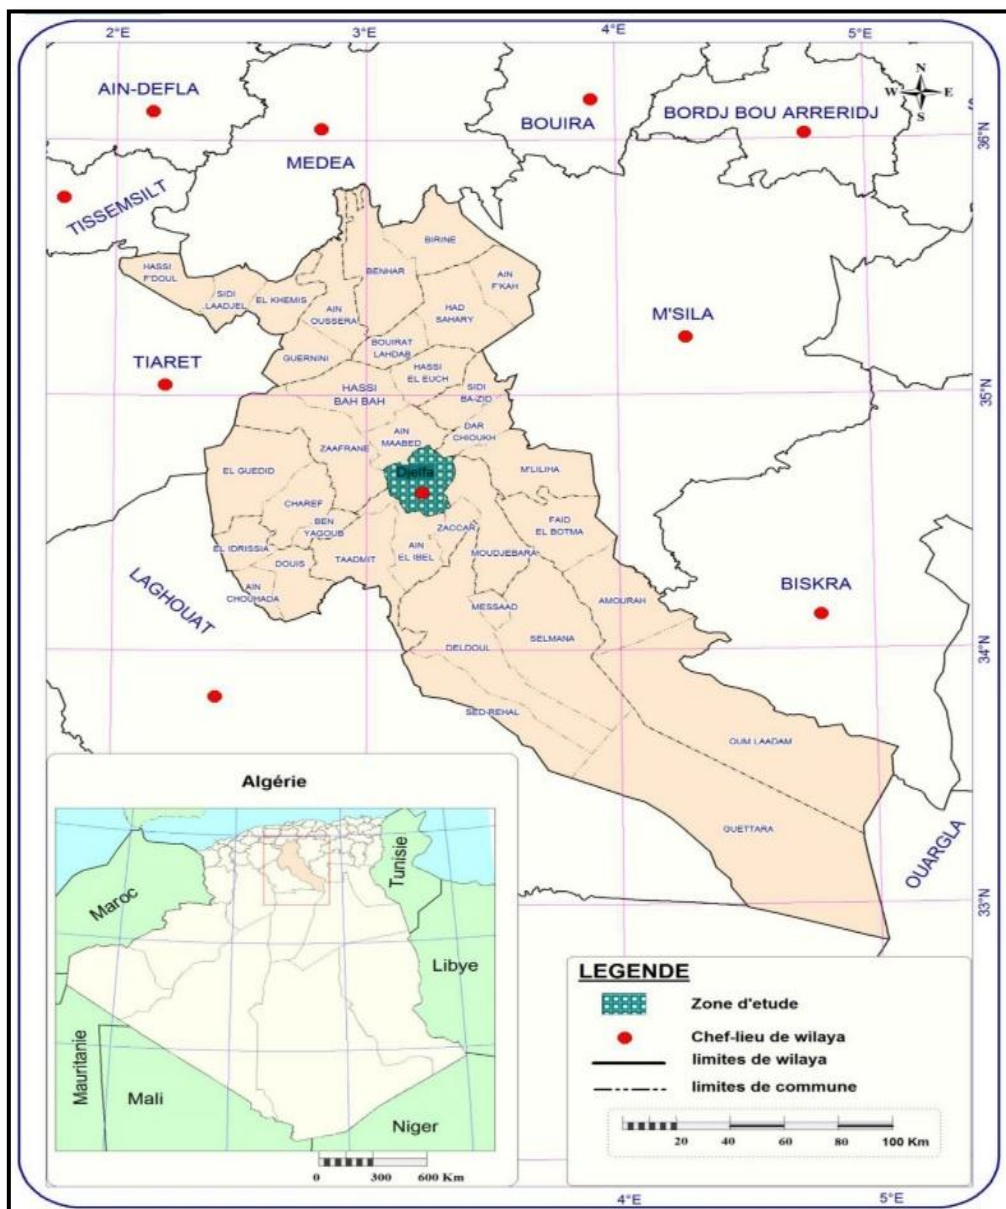 2°E
3°E
4°E
5°E
N
W E
S
AIN-DEFLA
BOUIRA
BORDJ BOU ARRERIDJ
S
36°N
36°N
MEDEA
TISSEMSILT
BIRINE
HASSI
F'DOUL
BENHAR
AIN
F'KAH
SIDI
LAADJEL
EL KHEMIS
AIN
OUSSERA
HAD
SAHARY
M'SILA
TIARET
GUERNINI
BOUIRAT
LAHDAB
HASSI
EL EUCH
HASSI
BAH BAH
SIDI
BA-ZID
35°N
35°N
AIN
MAABED
DAR
CHIOUKH
ZAAFRANE
EL GUEDID
Djelfa
M'LILIHA
CHAREF
BEN
YAGOUB
ZACCAR
FAID
EL BOTMA
EL IDRISSIA
DOUIS
TAADMIT
AIN
EL IBEL
MOUDJEBARA
BISKRA
AIN
CHOUHADA
LAGHOUAT
MESSAAD
AMOURAH
DELDOUL
SELMANA
34°N
34°N
SED-REHAL
OUM LAADAM
GUETTARA
OUARGLA
33°N
Algérie
Maroc
Tunisie
Libye
Mauritanie
Mali
Niger
0 300 600 Km
LEGENDE
Zone d'etude
Chef-lieu de wilaya
limites de wilaya
limites de commune
20 40 60 80 100 Km
4°E
5°E